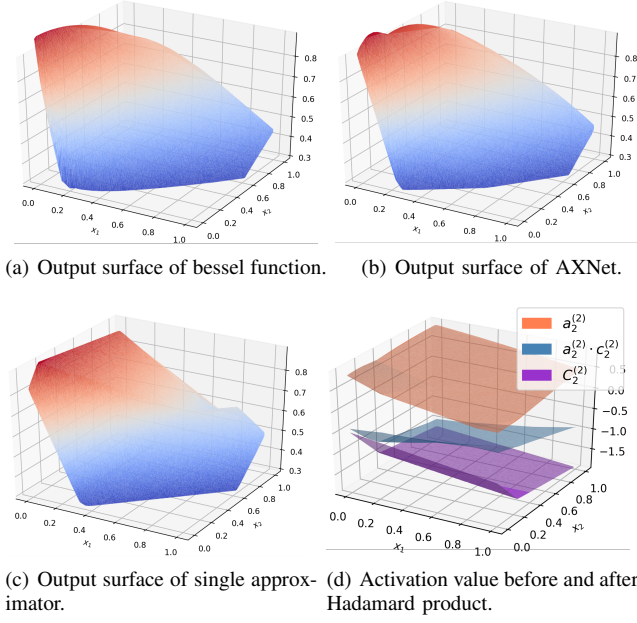 0.8
0.7
0.6
0.5
0.4
0.3
0.0 0.2 0.4 0.6 0.8 1.0
x₁
0.0 0.2 0.4 0.6 0.8 1.0
x₂
0.8
0.7
0.6
0.5
0.4
0.3
0.0 0.2 0.4 0.6 0.8 1.0
x₁
0.0 0.2 0.4 0.6 0.8 1.0
x₂
(a) Output surface of bessel function.
(b) Output surface of AXNet.
0.8
0.7
0.6
0.5
0.4
0.3
0.0 0.2 0.4 0.6 0.8 1.0
x₁
0.0 0.2 0.4 0.6 0.8 1.0
x₂
a₂⁽²⁾
a₂⁽²⁾ · c₂⁽²⁾
C₂⁽²⁾
0.5
0.0
−0.5
−1.0
−1.5
0.0 0.2 0.4 0.6 0.8 1.0
x₁
0.0 0.2 0.4 0.6 0.8 1.0
x₂
(c) Output surface of single approx-
imator.
(d) Activation value before and after
Hadamard product.